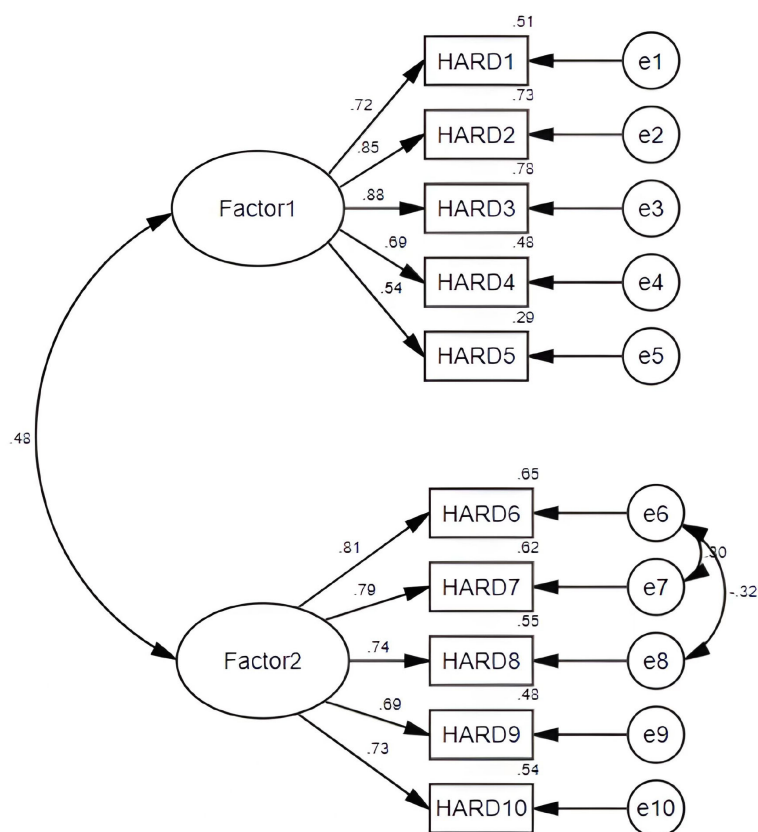 .51
HARD1
e1
.72
.73
HARD2
e2
.85
.78
Factor1
.88
HARD3
e3
.48
.69
HARD4
e4
.54
.29
HARD5
e5
.48
.65
HARD6
e6
.81
.62
.30
.79
HARD7
e7
-.32
.55
Factor2
.74
HARD8
e8
.48
.69
HARD9
e9
.73
.54
HARD10
e10